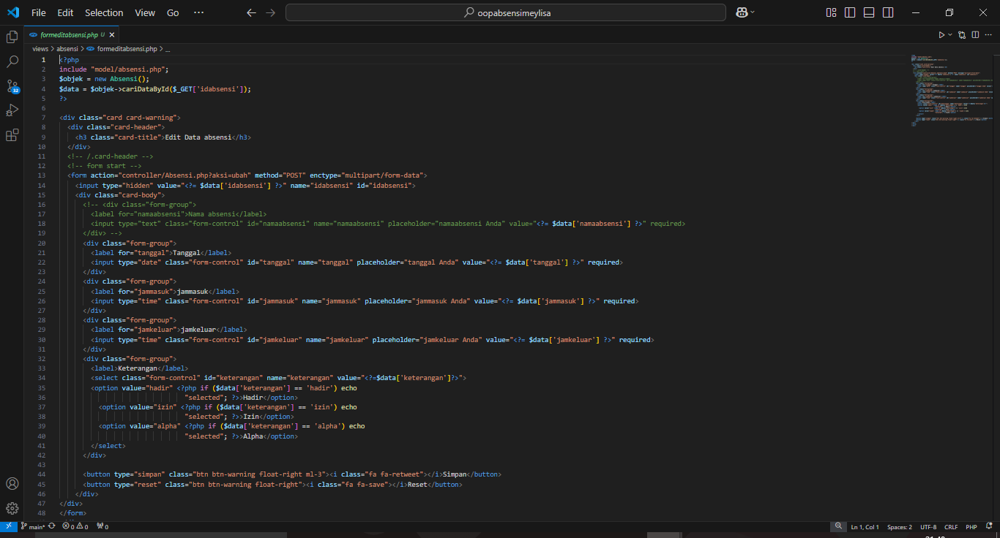 File Edit Selection View Go ···
oopabsensimeylisa
formeditabsensi.php U
views > absensi > formeditabsensi.php > ...
1 <?php
2 include "model/absensi.php";
3 $objek = new Absensi();
4 $data = $objek->cariDataById($_GET['idabsensi']);
5 ?>
6
7 <div class="card card-warning">
8 <div class="card-header">
9 <h3 class="card-title">Edit Data absensi</h3>
10 </div>
11 <!-- /.card-header -->
12 <!-- form start -->
13 <form action="controller/Absensi.php?aksi=ubah" method="POST" enctype="multipart/form-data">
14 <input type="hidden" value="<?= $data['idabsensi'] ?>" name="idabsensi" id="idabsensi">
15 <div class="card-body">
16 <!-- <div class="form-group">
17 <label for="namaabsensi">Nama absensi</label>
18 <input type="text" class="form-control" id="namaabsensi" name="namaabsensi" placeholder="namaabsensi Anda" value="<?= $data['namaabsensi'] ?>" required>
19 </div> -->
20 <div class="form-group">
21 <label for="tanggal">Tanggal</label>
22 <input type="date" class="form-control" id="tanggal" name="tanggal" placeholder="tanggal Anda" value="<?= $data['tanggal'] ?>" required>
23 </div>
24 <div class="form-group">
25 <label for="jammasuk">jammasuk</label>
26 <input type="time" class="form-control" id="jammasuk" name="jammasuk" placeholder="jammasuk Anda" value="<?= $data['jammasuk'] ?>" required>
27 </div>
28 <div class="form-group">
29 <label for="jamkeluar">jamkeluar</label>
30 <input type="time" class="form-control" id="jamkeluar" name="jamkeluar" placeholder="jamkeluar Anda" value="<?= $data['jamkeluar'] ?>" required>
31 </div>
32 <div class="form-group">
33 <label>Keterangan</label>
34 <select class="form-control" id="keterangan" name="keterangan" value="<?=$data['keterangan']?>">
35 <option value="hadir" <?php if ($data['keterangan'] == 'hadir') echo
36 "selected"; ?>>Hadir</option>
37 <option value="izin" <?php if ($data['keterangan'] == 'izin') echo
38 "selected"; ?>>Izin</option>
39 <option value="alpha" <?php if ($data['keterangan'] == 'alpha') echo
40 "selected"; ?>>Alpha</option>
41 </select>
42 </div>
43
44 <button type="simpan" class="btn btn-warning float-right ml-3"><i class="fa fa-retweet"></i>Simpan</button>
45 <button type="reset" class="btn btn-warning float-right"><i class="fa fa-save"></i>Reset</button>
46 </div>
47 </div>
48 </form>
32
main* 0 0 0 Ln 1, Col 1 Spaces: 2 UTF-8 CRLF PHP